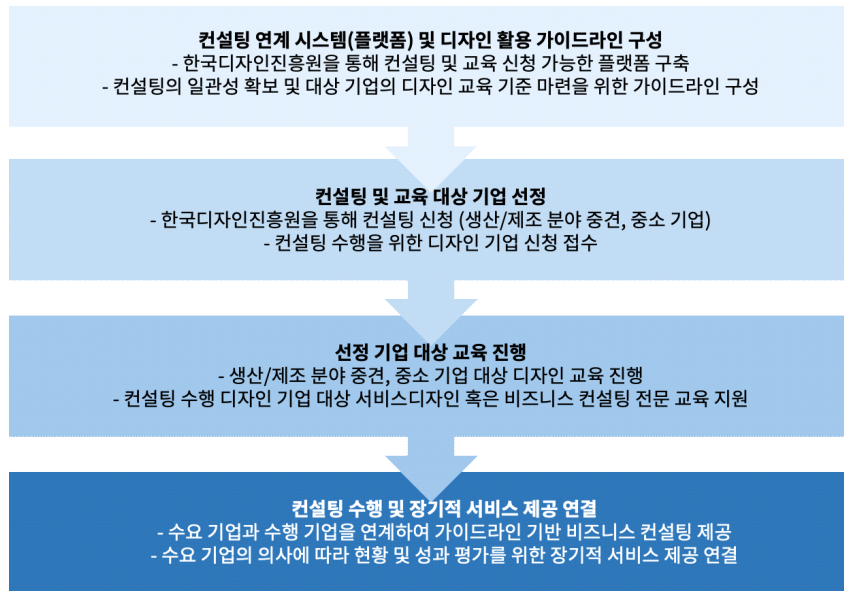 컨설팅 연계 시스템(플랫폼) 및 디자인 활용 가이드라인 구성
- 한국디자인진흥원을 통해 컨설팅 및 교육 신청 가능한 플랫폼 구축
- 컨설팅의 일관성 확보 및 대상 기업의 디자인 교육 기준 마련을 위한 가이드라인 구성
컨설팅 및 교육 대상 기업 선정
- 한국디자인진흥원을 통해 컨설팅 신청 (생산/제조 분야 중견, 중소 기업)
- 컨설팅 수행을 위한 디자인 기업 신청 접수
선정 기업 대상 교육 진행
- 생산/제조 분야 중견, 중소 기업 대상 디자인 교육 진행
- 컨설팅 수행 디자인 기업 대상 서비스디자인 혹은 비즈니스 컨설팅 전문 교육 지원
컨설팅 수행 및 장기적 서비스 제공 연결
- 수요 기업과 수행 기업을 연계하여 가이드라인 기반 비즈니스 컨설팅 제공
- 수요 기업의 의사에 따라 현황 및 성과 평가를 위한 장기적 서비스 제공 연결